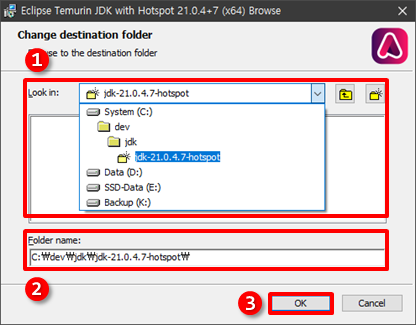 Eclipse Temurin JDK with Hotspot 21.0.4+7 (x64) Browse
Change destination folder
use to the destination folder
1
Look in:
jdk-21.0.4.7-hotspot
System (C:)
dev
jdk
jdk-21.0.4.7-hotspot
Data (D:)
SSD-Data (E:)
Backup (K:)
Folder name:
C:₩dev₩jdk₩jdk-21.0.4.7-hotspot₩
2
3
OK
Cancel